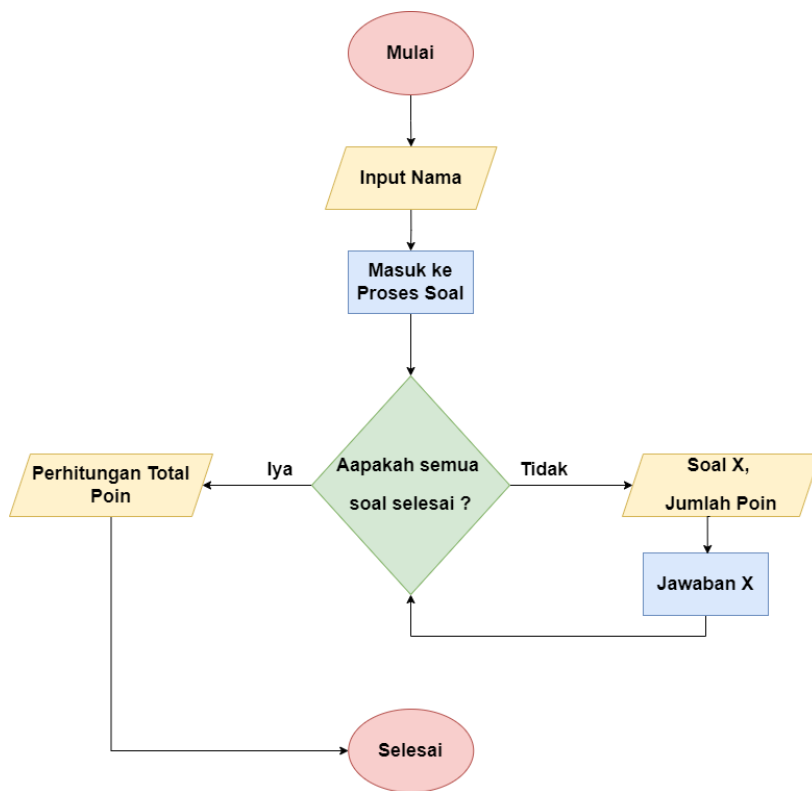 Mulai
Input Nama
Masuk ke
Proses Soal
Aapakah semua
soal selesai ?
Iya
Tidak
Perhitungan Total
Poin
Soal X,
Jumlah Poin
Jawaban X
Selesai